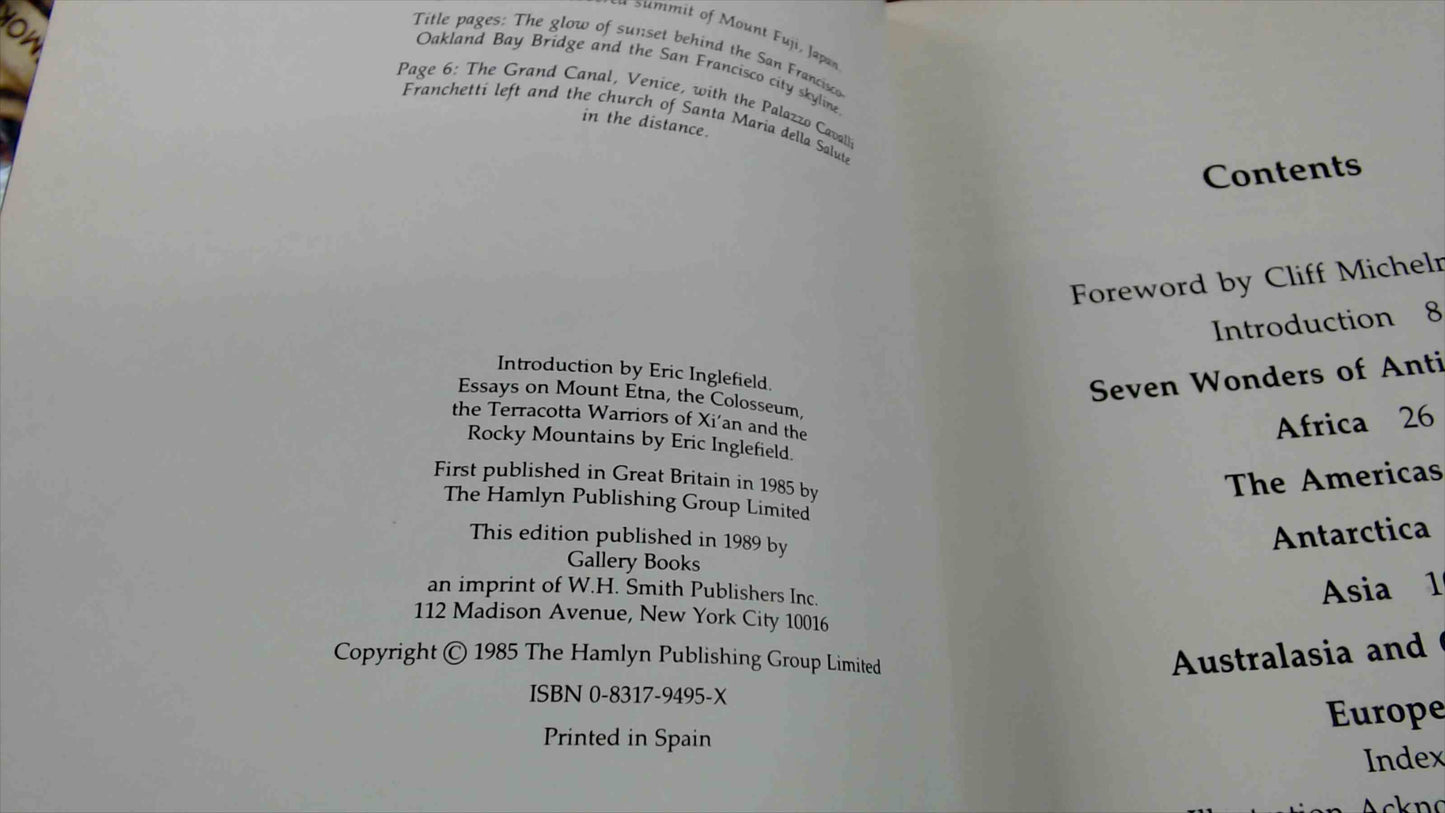 summit of Mount Fuji, Japan.
Title pages: The glow of sunset behind the San Francisco-
Oakland Bay Bridge and the San Francisco city skyline.
Page 6: The Grand Canal, Venice, with the Palazzo Cavalli
Franchetti left and the church of Santa Maria della Salute
in the distance.
Introduction by Eric Inglefield.
Essays on Mount Etna, the Colosseum,
the Terracotta Warriors of Xi'an and the
Rocky Mountains by Eric Inglefield.
First published in Great Britain in 1985 by
The Hamlyn Publishing Group Limited
This edition published in 1989 by
Gallery Books
an imprint of W.H. Smith Publishers Inc.
112 Madison Avenue, New York City 10016
Copyright © 1985 The Hamlyn Publishing Group Limited
ISBN 0-8317-9495-X
Printed in Spain
Contents
Foreword by Cliff
Introduction 8
Seven Wonders of
Africa 26
The Americas
Antarctica
Asia
Australasia and
Europe
Index